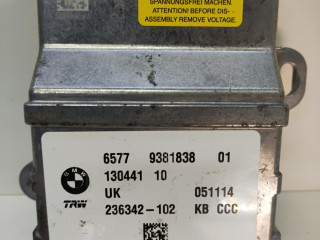 SPANNUNGSFREI MACHEN.
ATTENTION! BEFORE DIS-
ASSEMBLY REMOVE VOLTAGE.
6577 9381838 01
130441 10
UK 051114
TRW 236342-102 KB CCC